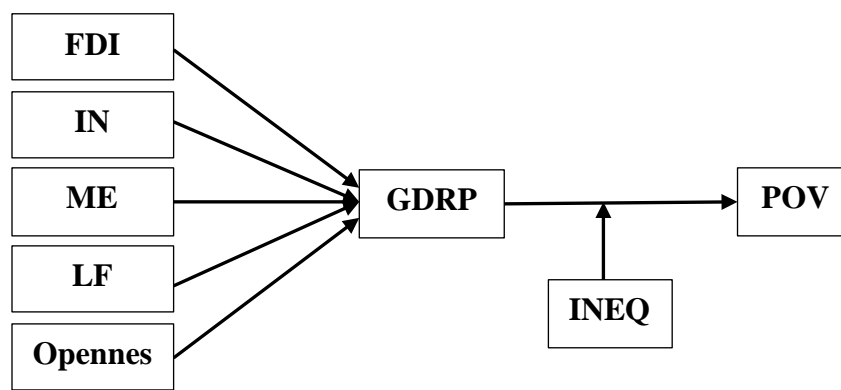 FDI
IN
ME
LF
Opennes
GDRP
INEQ
POV